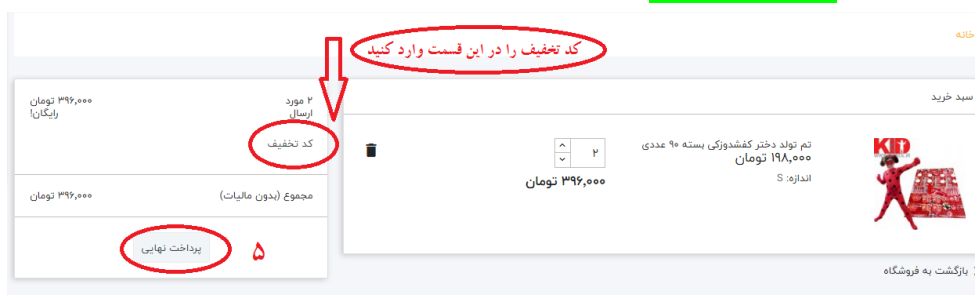 کد تخفیف را در این قسمت وارد کنید
خانه
سبد خرید
KID
تم تولد دختر کفشدوزکی بسته ۹۰ عددی
۱۹۸,۰۰۰ تومان
اندازه: S
۲
۳۹۶,۰۰۰ تومان
بازگشت به فروشگاه
۲ مورد ۳۹۶,۰۰۰ تومان
ارسال رایگان!
کد تخفیف
مجموع (بدون مالیات) ۳۹۶,۰۰۰ تومان
پرداخت نهایی
۵